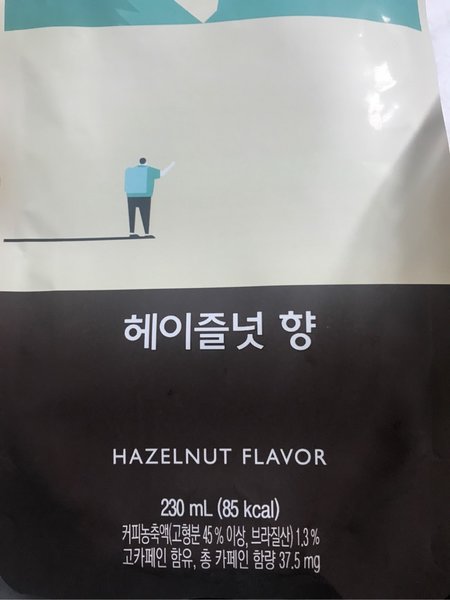 헤이즐넛 향
HAZELNUT FLAVOR
230 mL (85 kcal)
커피농축액(고형분 45 % 이상, 브라질산) 1.3 %
고카페인 함유, 총 카페인 함량 37.5 mg